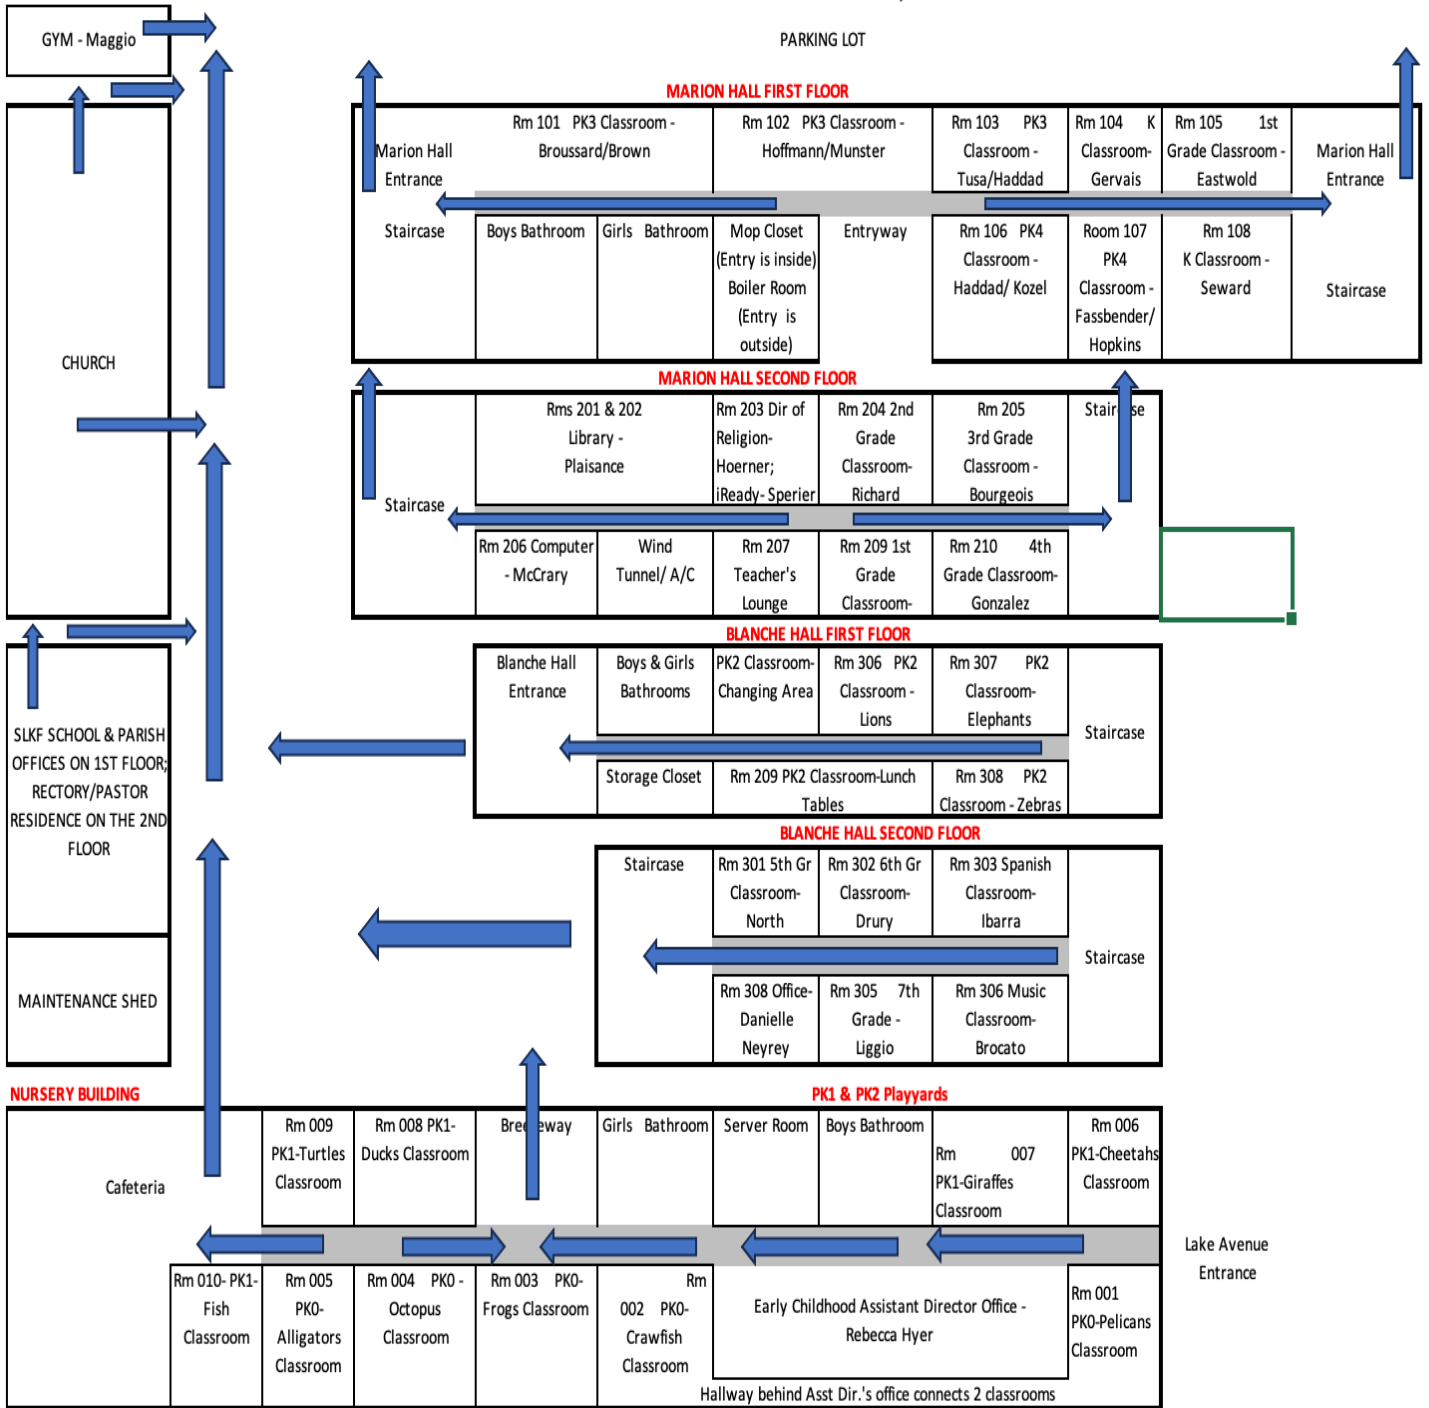 GYM - Maggio
PARKING LOT
MARION HALL FIRST FLOOR
Marion Hall
Entrance
Rm 101 PK3 Classroom -
Broussard/Brown
Rm 102 PK3 Classroom -
Hoffmann/Munster
Rm 103 PK3
Classroom -
Tusa/Haddad
Rm 104 K
Classroom-
Gervais
Rm 105 1st
Grade Classroom -
Eastwold
Marion Hall
Entrance
Staircase
Boys Bathroom
Girls Bathroom
Mop Closet
(Entry is inside)
Boiler Room
(Entry is
outside)
Entryway
Rm 106 PK4
Classroom -
Haddad/ Kozel
Room 107
PK4
Classroom -
Fassbender/
Hopkins
Rm 108
K Classroom -
Seward
Staircase
CHURCH
MARION HALL SECOND FLOOR
Staircase
Rms 201 & 202
Library -
Plaisance
Rm 203 Dir of
Religion-
Hoerner;
iReady- Sperier
Rm 204 2nd
Grade
Classroom-
Richard
Rm 205
3rd Grade
Classroom -
Bourgeois
Staircase
Rm 206 Computer
- McCrary
Wind
Tunnel/ A/C
Rm 207
Teacher's
Lounge
Rm 209 1st
Grade
Classroom-
Rm 210 4th
Grade Classroom-
Gonzalez
BLANCHE HALL FIRST FLOOR
Blanche Hall
Entrance
Boys & Girls
Bathrooms
PK2 Classroom-
Changing Area
Rm 306 PK2
Classroom -
Lions
Rm 307 PK2
Classroom-
Elephants
Staircase
Storage Closet
Rm 209 PK2 Classroom-Lunch
Tables
Rm 308 PK2
Classroom - Zebras
SLKF SCHOOL & PARISH
OFFICES ON 1ST FLOOR;
RECTORY/PASTOR
RESIDENCE ON THE 2ND
FLOOR
BLANCHE HALL SECOND FLOOR
Staircase
Rm 301 5th Gr
Classroom-
North
Rm 302 6th Gr
Classroom-
Drury
Rm 303 Spanish
Classroom-
Ibarra
Staircase
Rm 308 Office-
Danielle
Neyrey
Rm 305 7th
Grade -
Liggio
Rm 306 Music
Classroom-
Brocato
MAINTENANCE SHED
NURSERY BUILDING
PK1 & PK2 Playyards
Cafeteria
Rm 009
PK1-Turtles
Classroom
Rm 008 PK1-
Ducks Classroom
Breezeway
Girls Bathroom
Server Room
Boys Bathroom
Rm 007
PK1-Giraffes
Classroom
Rm 006
PK1-Cheetahs
Classroom
Lake Avenue
Entrance
Rm 010- PK1-
Fish
Classroom
Rm 005
PK0-
Alligators
Classroom
Rm 004 PK0 -
Octopus
Classroom
Rm 003 PK0-
Frogs Classroom
Rm
002 PK0-
Crawfish
Classroom
Early Childhood Assistant Director Office -
Rebecca Hyer
Rm 001
PK0-Pelicans
Classroom
Hallway behind Asst Dir.'s office connects 2 classrooms